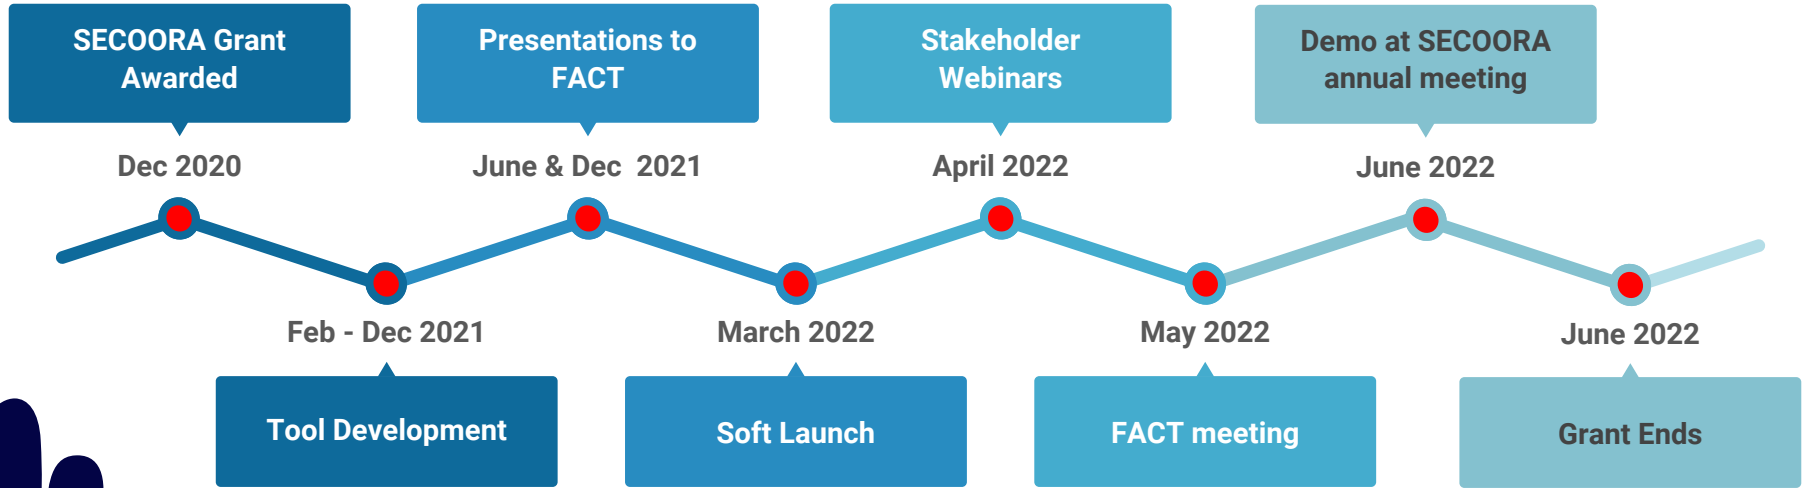 SECOORA Grant
Awarded
Dec 2020
Feb - Dec 2021
Tool Development
Presentations to
FACT
June & Dec 2021
March 2022
Soft Launch
Stakeholder
Webinars
April 2022
May 2022
FACT meeting
Demo at SECOORA
annual meeting
June 2022
June 2022
Grant Ends